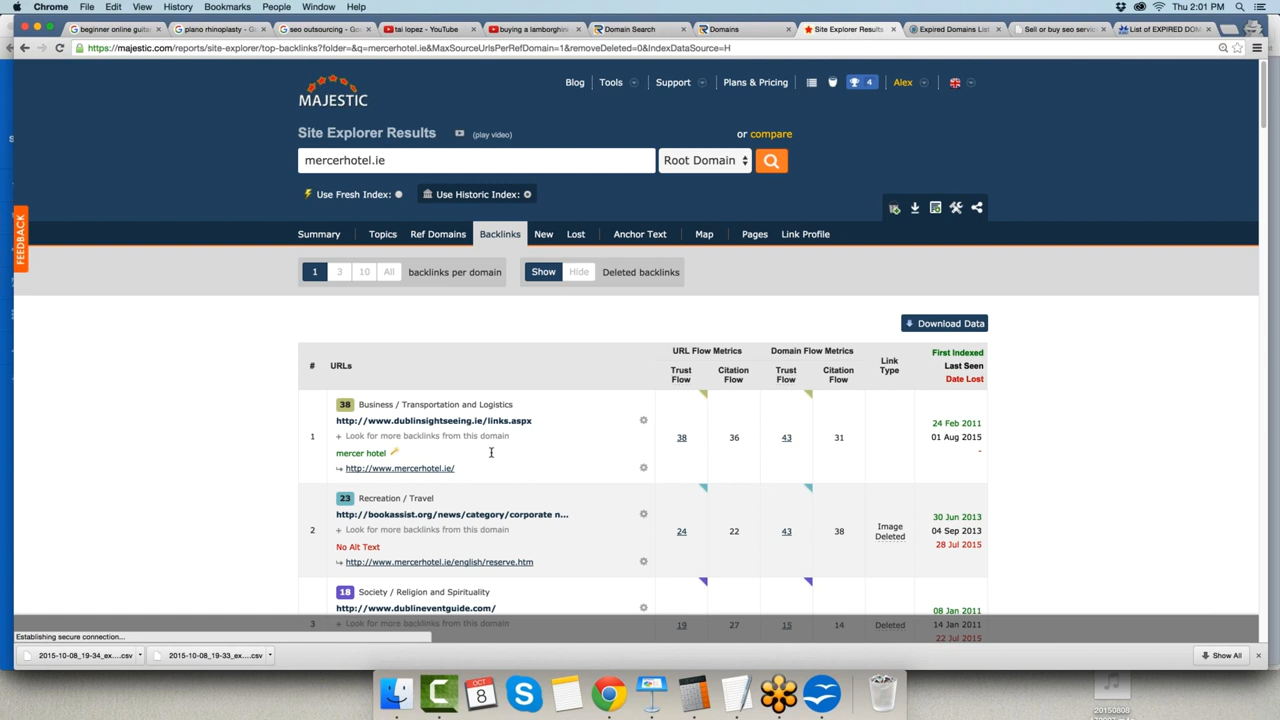 Chrome File Edit View History Bookmarks People Window Help Thu 2:01 PM
beginner online guita piano rhinoplasty - G seo outsourcing - Go tai lopez - YouTube buying a lamborghin Domain Search Domains Site Explorer Results Expired Domains List Sell or buy seo servic List of EXPIRED DOM
https://majestic.com/reports/site-explorer/top-backlinks?folder=&q=mercerhotel.ie&MaxSourceUrlsPerRefDomain=1&removeDeleted=0&IndexDataSource=H
MAJESTIC
Blog Tools Support Plans & Pricing 4 Alex
Site Explorer Results (play video) or compare
mercerhotel.ie Root Domain
Use Fresh Index: Use Historic Index:
FEEDBACK
Summary Topics Ref Domains Backlinks New Lost Anchor Text Map Pages Link Profile
1 3 10 All backlinks per domain Show Hide Deleted backlinks
Download Data
# URLs URL Flow Metrics Domain Flow Metrics Link Type First Indexed
Trust Flow Citation Flow Trust Flow Citation Flow Last Seen
Date Lost
38 Business / Transportation and Logistics
http://www.dublinsightseeing.ie/links.aspx
+ Look for more backlinks from this domain
1 38 36 43 31 24 Feb 2011
01 Aug 2015
-
mercer hotel
http://www.mercerhotel.ie/
23 Recreation / Travel
http://bookassist.org/news/category/corporate n...
+ Look for more backlinks from this domain
2 24 22 43 38 Image Deleted 30 Jun 2013
04 Sep 2013
28 Jul 2015
No Alt Text
http://www.mercerhotel.ie/english/reserve.htm
18 Society / Religion and Spirituality
http://www.dublineventguide.com/
+ Look for more backlinks from this domain
3 19 27 15 14 Deleted 08 Jan 2011
14 Jan 2011
22 Jul 2015
Establishing secure connection...
2015-10-08_19-34_ex....csv 2015-10-08_19-33_ex....csv Show All
OCT
8
20150808